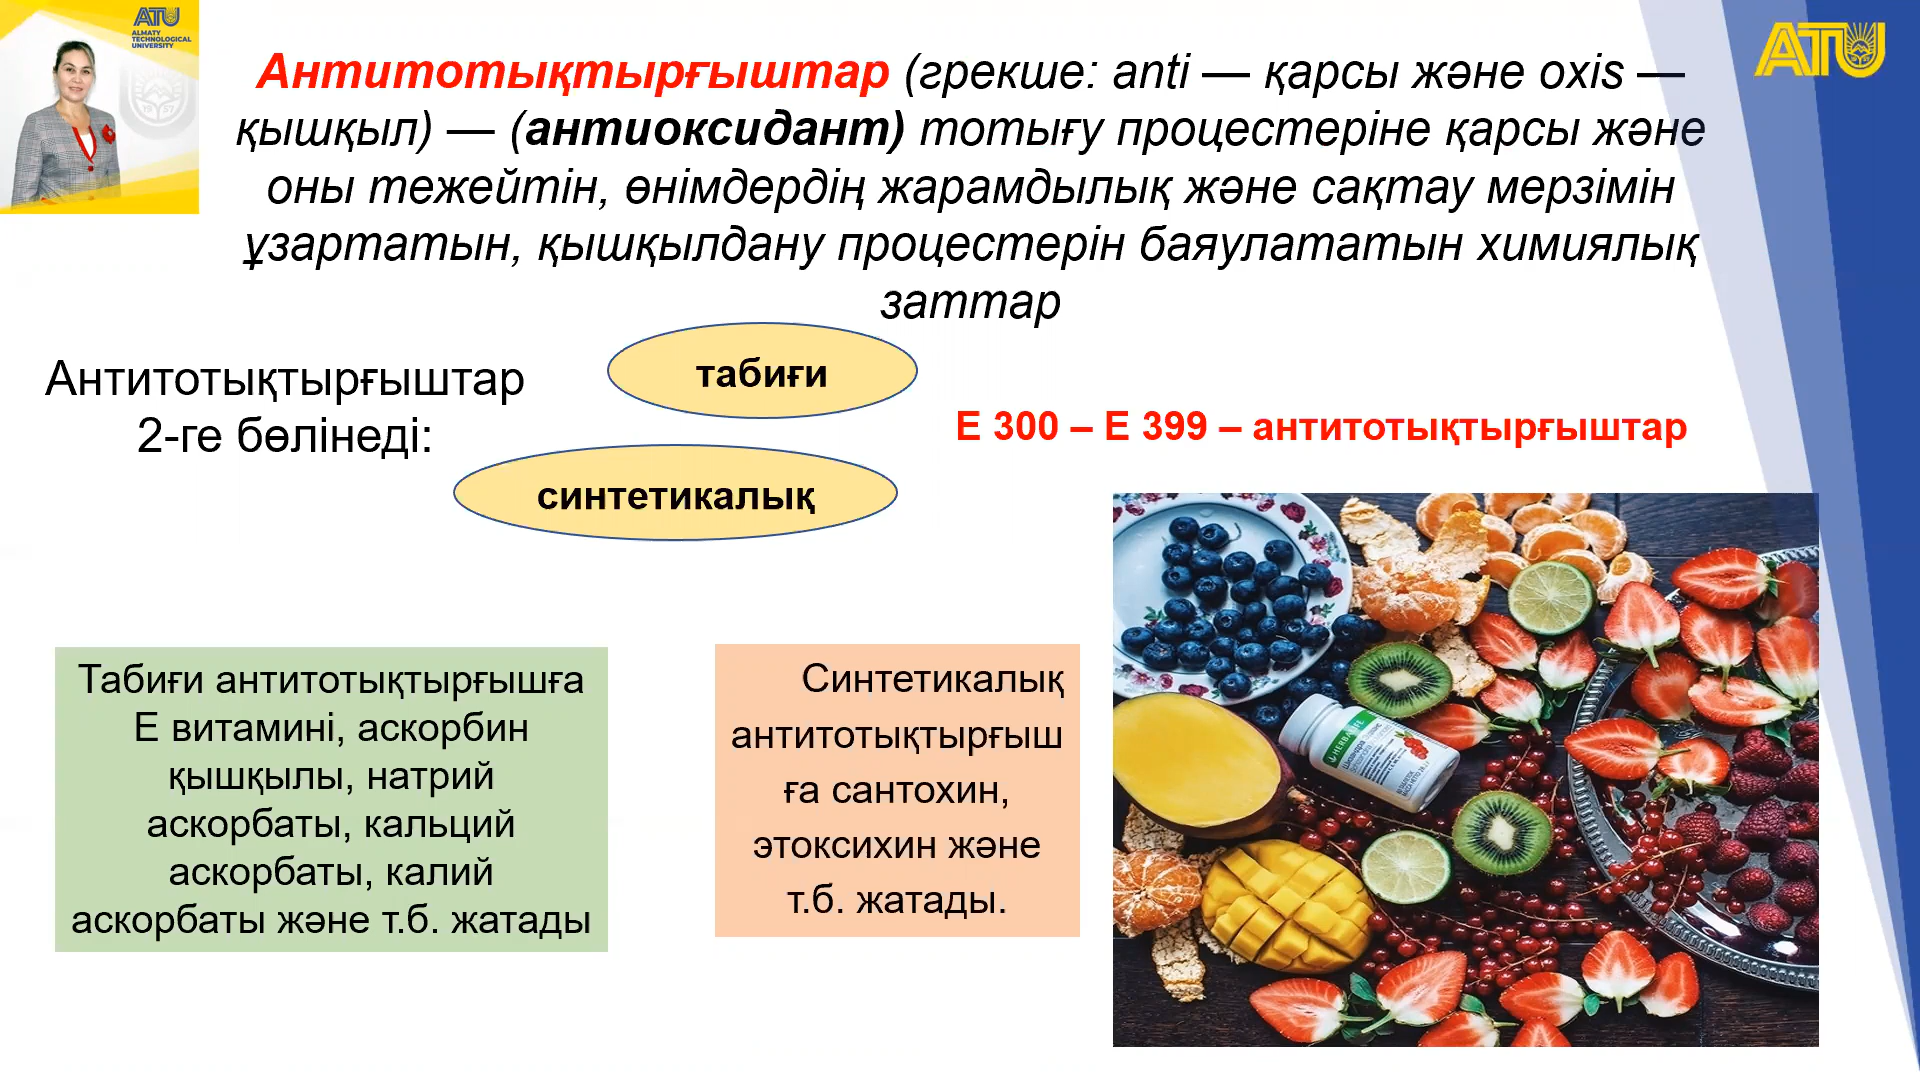 ATU
ALMATY
TECHNOLOGICAL
UNIVERSITY
ATU
Антитотықтырғыштар (грекше: anti — қарсы және oxis —
қышқыл) — (антиоксидант) тотығу процестеріне қарсы және
оны тежейтін, өнімдердің жарамдылық және сақтау мерзімін
ұзартатын, қышқылдану процестерін баяулататын химиялық
заттар
Антитотықтырғыштар
2-ге бөлінеді:
табиғи
синтетикалық
Е 300 – Е 399 – антитотықтырғыштар
Табиғи антитотықтырғышға
Е витамині, аскорбин
қышқылы, натрий
аскорбаты, кальций
аскорбаты, калий
аскорбаты және т.б. жатады
Синтетикалық
антитотықтырғыш
ға сантохин,
этоксихин және
т.б. жатады.
HERBALIFE